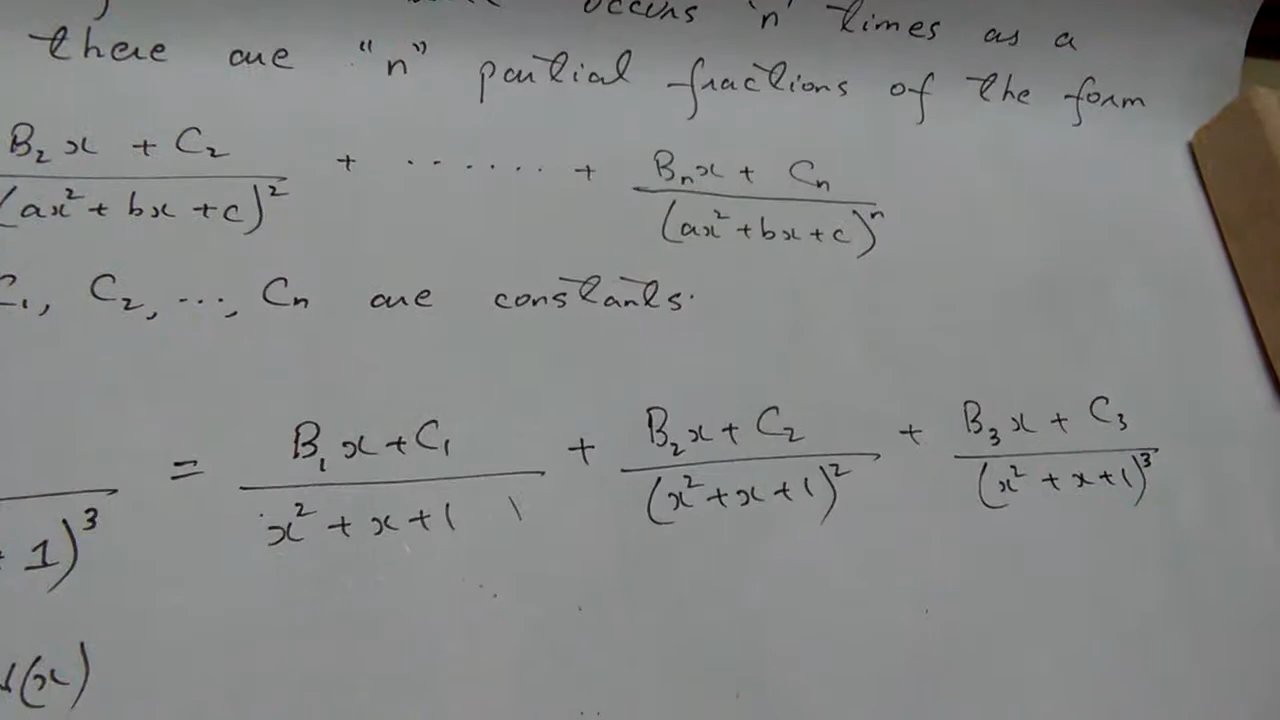 occurs 'n' times as a
there are "n" partial fractions of the form
B₂x + C₂ / (ax² + bx + c)² + ....... + Bₙx + Cₙ / (ax² + bx + c)ⁿ
C₁, C₂, ..., Cn are constants.
+ 1)³ = B₁x + C₁ / x² + x + 1 + B₂x + C₂ / (x² + x + 1)² + B₃x + C₃ / (x² + x + 1)³
(x)